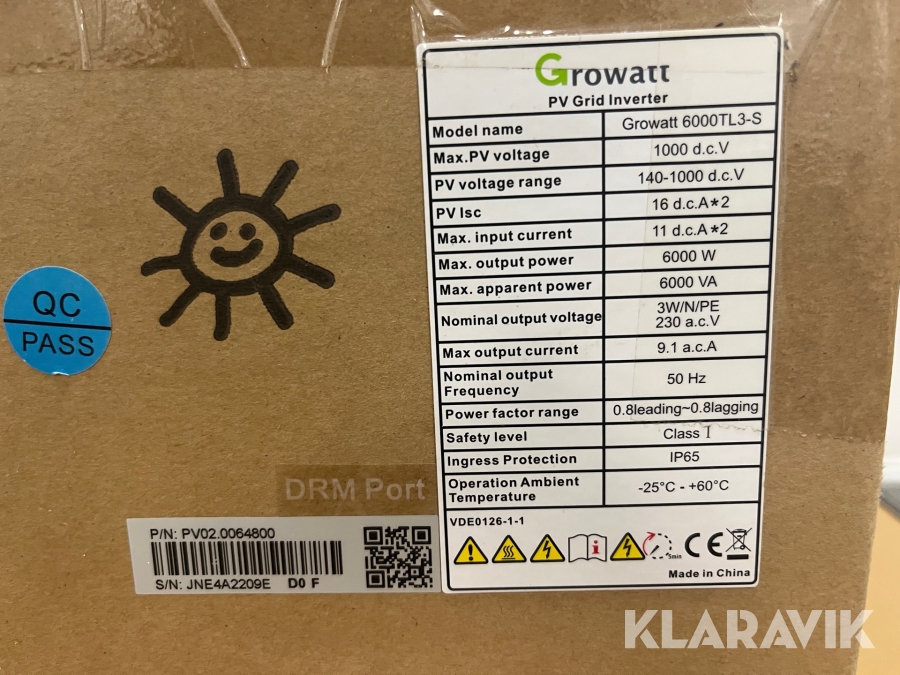 Growatt
PV Grid Inverter
Model name Growatt 6000TL3-S
Max.PV voltage 1000 d.c.V
PV voltage range 140-1000 d.c.V
PV Isc 16 d.c.A*2
Max. input current 11 d.c.A*2
Max. output power 6000 W
Max. apparent power 6000 VA
Nominal output voltage 3W/N/PE
230 a.c.V
Max output current 9.1 a.c.A
Nominal output
Frequency 50 Hz
Power factor range 0.8leading~0.8lagging
Safety level Class I
Ingress Protection IP65
Operation Ambient
Temperature -25°C - +60°C
VDE0126-1-1
5min
CE
Made in China
QC
PASS
DRM Port
P/N: PV02.0064800
S/N: JNE4A2209E D0 F
KLARAVIK